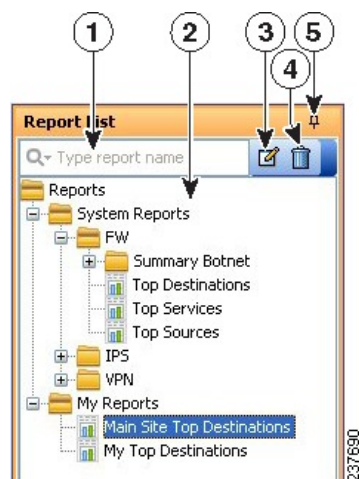 1 2 3 5
4
Report List
Type report name
Reports
System Reports
FW
Summary Botnet
Top Destinations
Top Services
Top Sources
IPS
VPN
My Reports
Main Site Top Destinations
My Top Destinations
237690